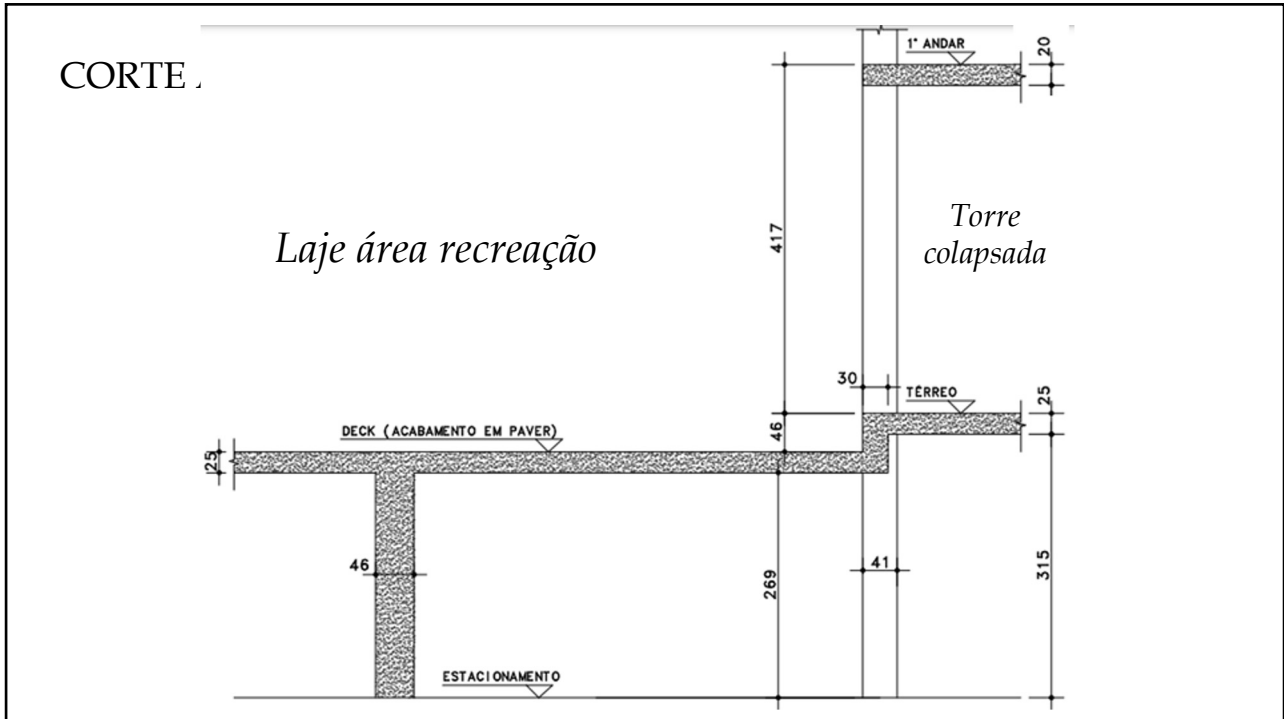 CORTE
1° ANDAR
20
417
Laje área recreação
Torre
colapsada
30
TÉRREO
25
46
DECK (ACABAMENTO EM PAVER)
25
46
269
41
315
ESTACIONAMENTO